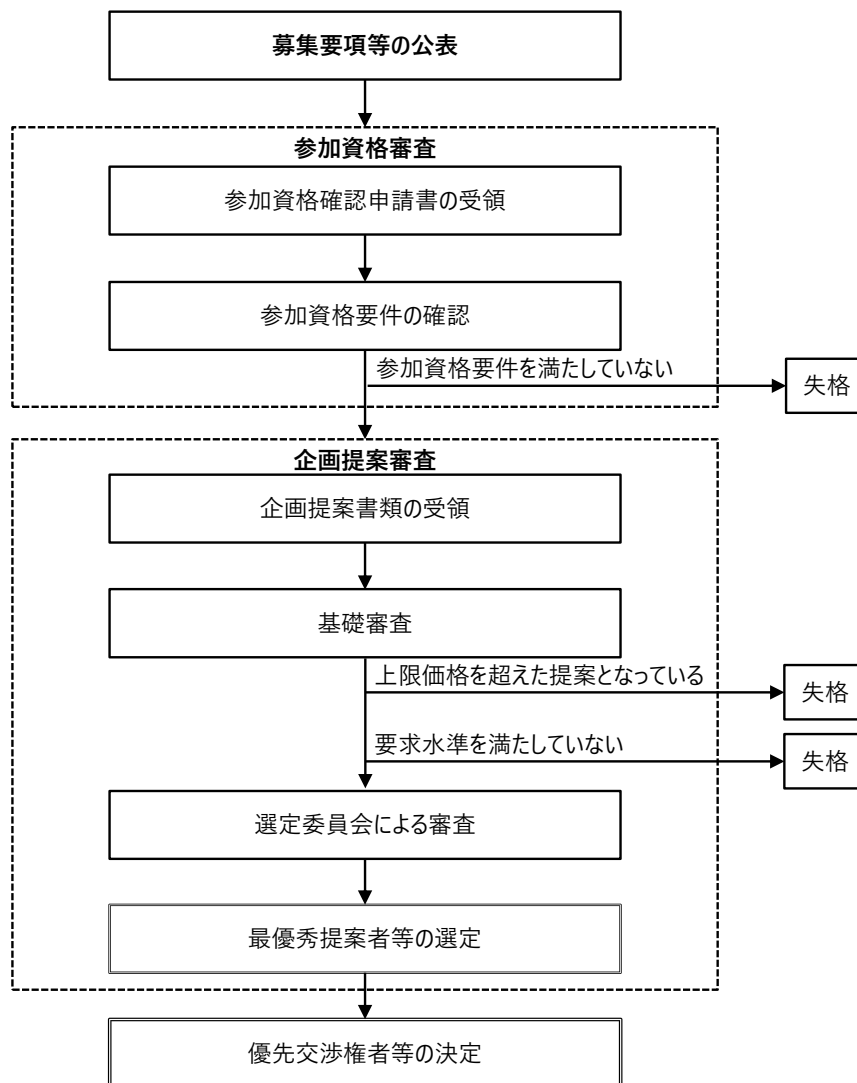 募集要項等の公表
参加資格審査
参加資格確認申請書の受領
参加資格要件の確認
参加資格要件を満たしていない
失格
企画提案審査
企画提案書類の受領
基礎審査
上限価格を超えた提案となっている
失格
要求水準を満たしていない
失格
選定委員会による審査
最優秀提案者等の選定
優先交渉権者等の決定